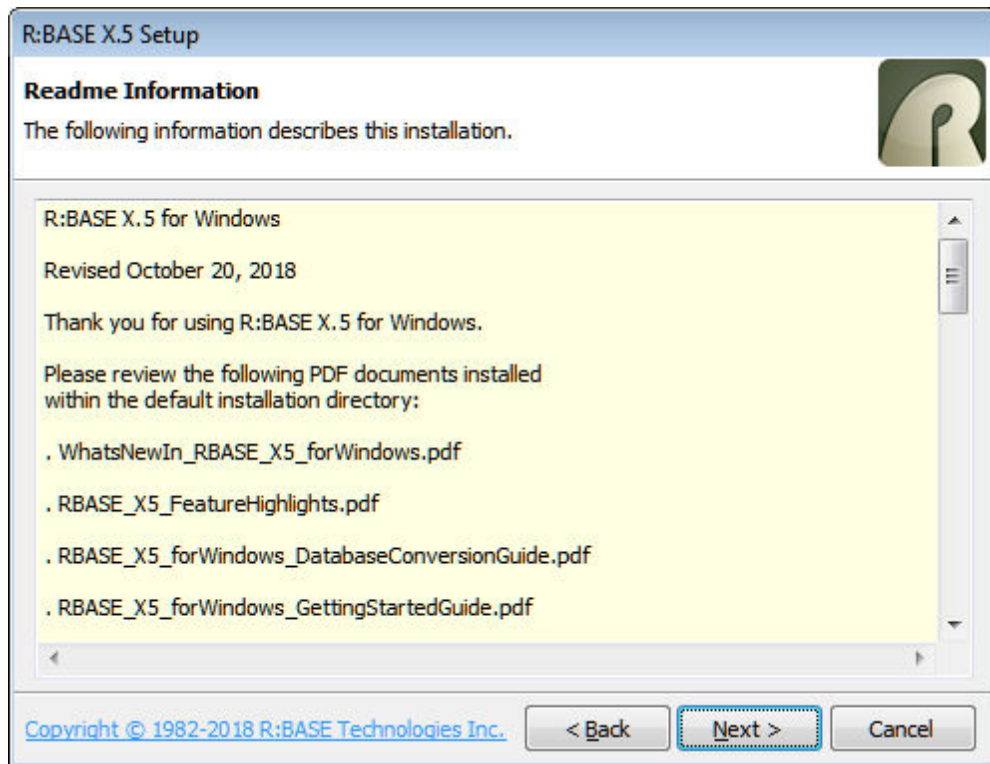 R:BASE X.5 Setup
Readme Information
The following information describes this installation.
R:BASE X.5 for Windows
Revised October 20, 2018
Thank you for using R:BASE X.5 for Windows.
Please review the following PDF documents installed
within the default installation directory:
. WhatsNewIn_RBASE_X5_forWindows.pdf
. RBASE_X5_FeatureHighlights.pdf
. RBASE_X5_forWindows_DatabaseConversionGuide.pdf
. RBASE_X5_forWindows_GettingStartedGuide.pdf
Copyright © 1982-2018 R:BASE Technologies Inc.
< Back
Next >
Cancel